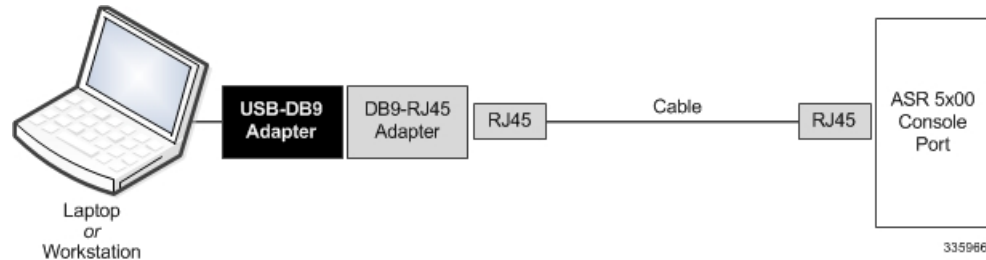 USB-DB9
Adapter
DB9-RJ45
Adapter
RJ45
Cable
RJ45
ASR 5x00
Console
Port
Laptop
or
Workstation
335966